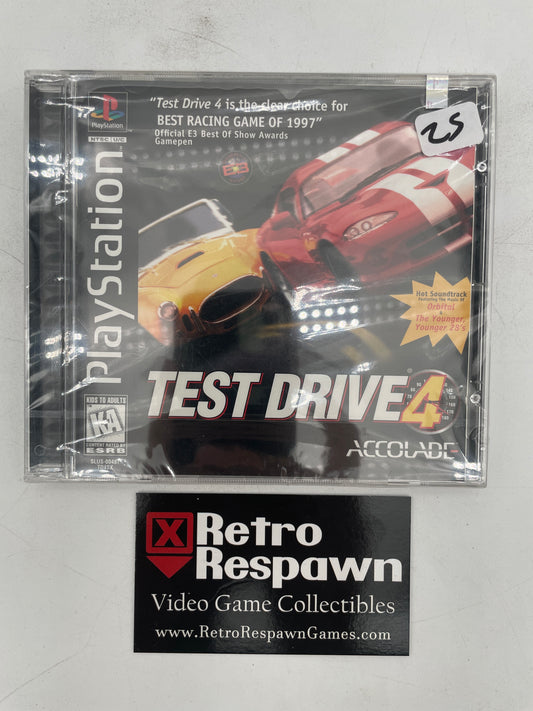 PlayStation
NTSC U/C
PlayStation
"Test Drive 4 is the clear choice for
BEST RACING GAME OF 1997"
Official E3 Best Of Show Awards
Gamepen
25
Hot Soundtrack
Featuring The Music Of
Orbital
&
The Younger,
Younger 28's
TEST DRIVE 4
ACCOLADE
KIDS TO ADULTS
KA
CONTENT RATED BY
ESRB
X Retro
Respawn
Video Game Collectibles
www.RetroRespawnGames.com